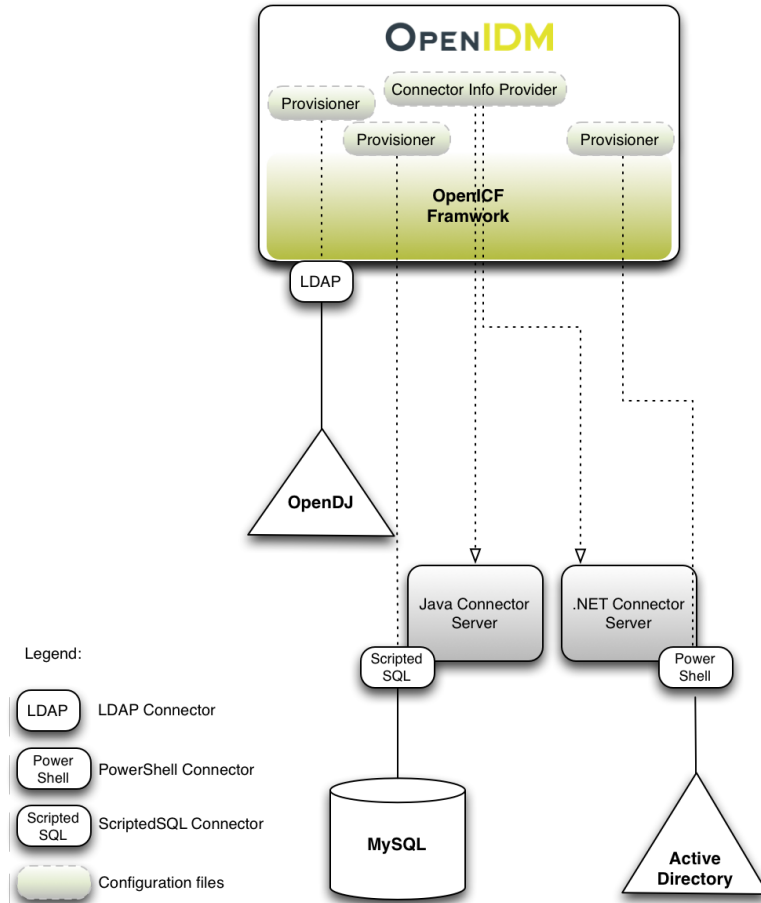 OPENIDM
Connector Info Provider
Provisioner
Provisioner
Provisioner
OpenICF
Framwork
LDAP
OpenDJ
Java Connector
Server
.NET Connector
Server
Scripted
SQL
Power
Shell
MySQL
Active
Directory
Legend:
LDAP
LDAP Connector
Power
Shell
PowerShell Connector
Scripted
SQL
ScriptedSQL Connector
Configuration files